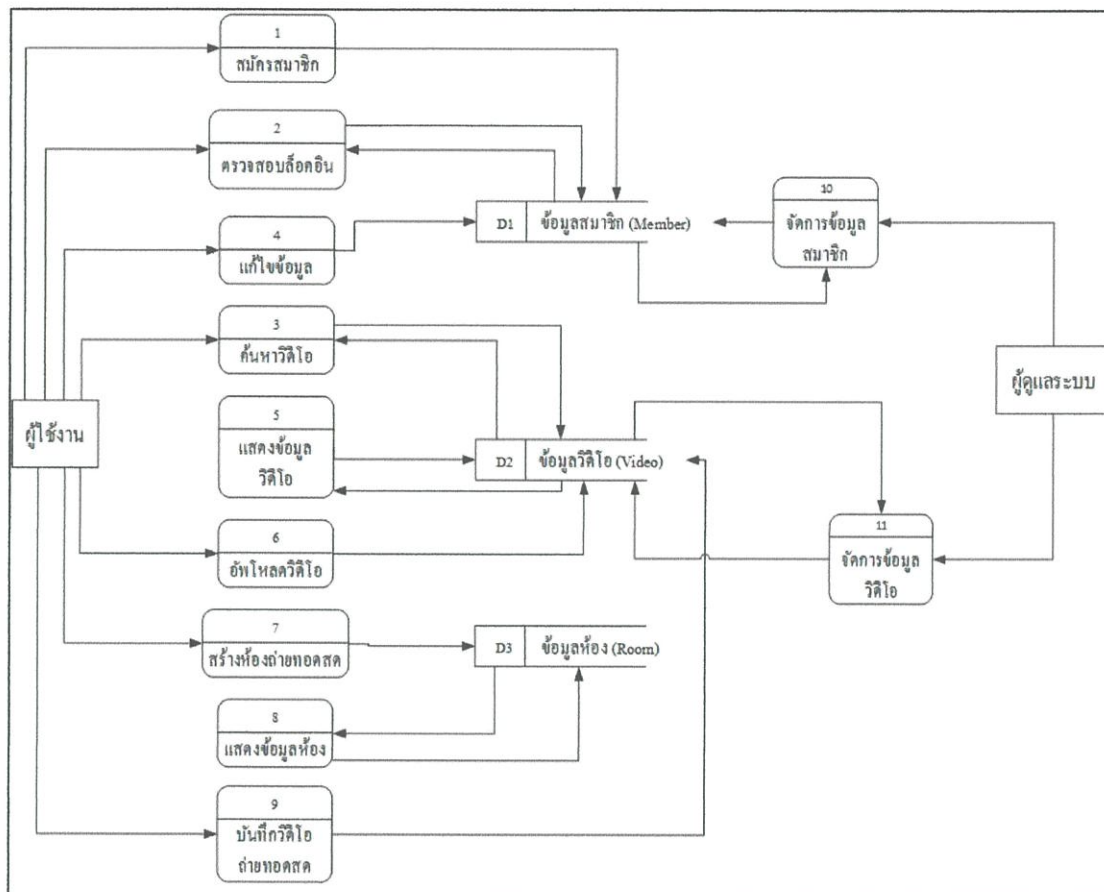 1
สมัครสมาชิก
2
ตรวจสอบล็อคอิน
4
แก้ไขข้อมูล
3
ค้นหาวิดีโอ
5
แสดงข้อมูล
วิดีโอ
6
อัพโหลดวิดีโอ
7
สร้างห้องถ่ายทอดสด
8
แสดงข้อมูลห้อง
9
บันทึกวิดีโอ
ถ่ายทอดสด
ผู้ใช้งาน
D1 ข้อมูลสมาชิก (Member)
D2 ข้อมูลวิดีโอ (Video)
D3 ข้อมูลห้อง (Room)
10
จัดการข้อมูล
สมาชิก
ผู้ดูแลระบบ
11
จัดการข้อมูล
วิดีโอ